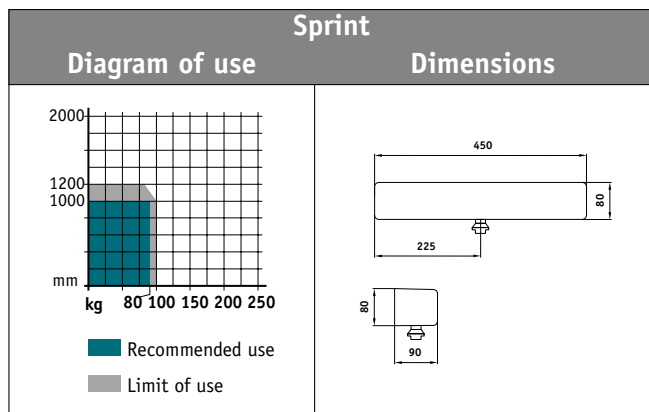 Sprint
Diagram of use
Dimensions
2000
1200
1000
mm
kg 80 100 150 200 250
Recommended use
Limit of use
450
80
225
80
90